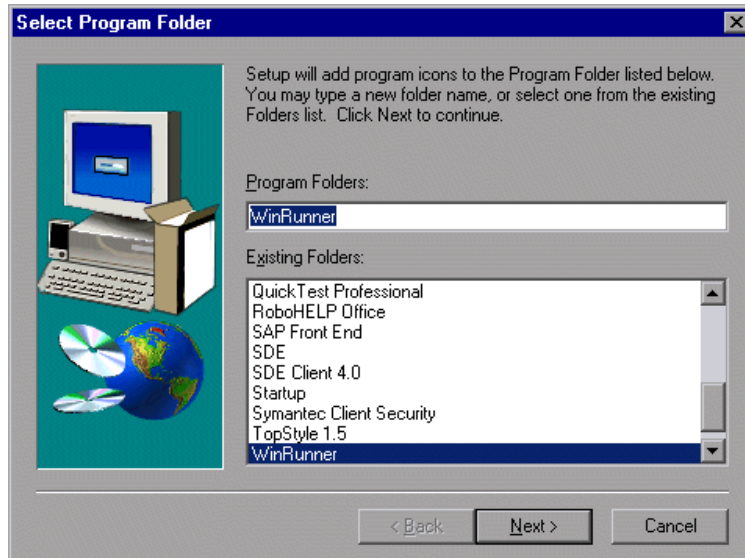 Select Program Folder
Setup will add program icons to the Program Folder listed below.
You may type a new folder name, or select one from the existing
Folders list. Click Next to continue.
Program Folders:
WinRunner
Existing Folders:
QuickTest Professional
RoboHELP Office
SAP Front End
SDE
SDE Client 4.0
Startup
Symantec Client Security
TopStyle 1.5
WinRunner
< Back
Next >
Cancel